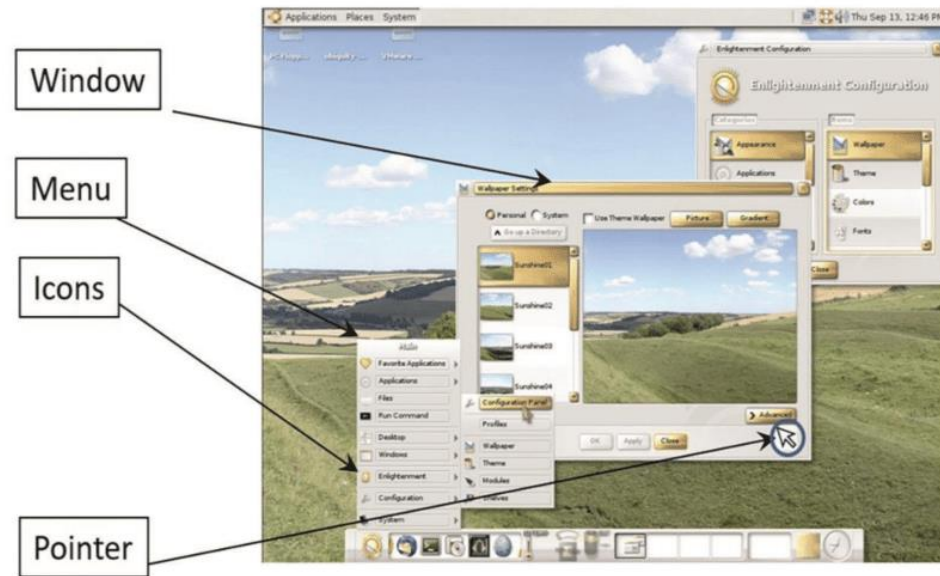 Window
Menu
Icons
Pointer
Applications Places System
Thu Sep 13, 12:46 PM
VMware ...
Enlightenment Configuration
Enlightenment Configuration
Categories
Items
Appearance
Applications
Wallpaper
Theme
Colors
Fonts
Close
Wallpaper Settings
Personal System
Use Theme Wallpaper
Picture
Gradient
Go up a Directory
Sunshine01
Sunshine02
Sunshine03
Sunshine04
Advanced
OK Apply Close
Main
Favorite Applications
Applications
Files
Run Command
Desktop
Windows
Enlightenment
Configuration
System
Configuration Panel
Profiles
Wallpaper
Theme
Modules
Shelves